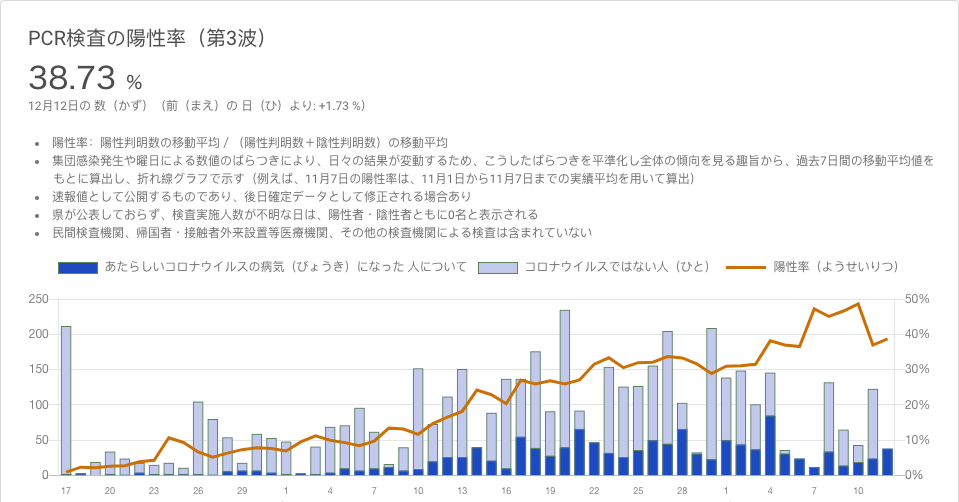 PCR検査の陽性率（第3波）
38.73 %
12月12日の 数（かず）（前（まえ）の 日（ひ）より: +1.73 %）
• 陽性率： 陽性判明数の移動平均 / （陽性判明数＋陰性判明数）の移動平均
• 集団感染発生や曜日による数値のばらつきにより、日々の結果が変動するため、こうしたばらつきを平準化し全体の傾向を見る趣旨から、過去7日間の移動平均値を
もとに算出し、折れ線グラフで示す（例えば、11月7日の陽性率は、11月1日から11月7日までの実績平均を用いて算出）
• 速報値として公開するものであり、後日確定データとして修正される場合あり
• 県が公表しておらず、検査実施人数が不明な日は、陽性者・陰性者ともに0名と表示される
• 民間検査機関、帰国者・接触者外来設置等医療機関、その他の検査機関による検査は含まれていない
あたらしいコロナウイルスの病気（びょうき）になった 人について コロナウイルスではない人（ひと） 陽性率（ようせいりつ）
250 50%
200 40%
150 30%
100 20%
50 10%
0 0%
17 20 23 26 29 1 4 7 10 13 16 19 22 25 28 1 4 7 10